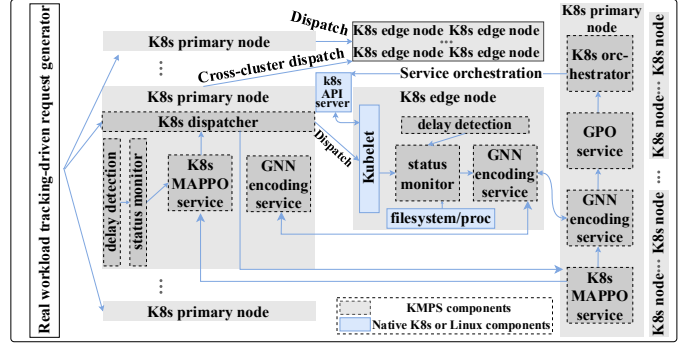 Real workload tracking-driven request generator
K8s primary node
⋮
Dispatch
Cross-cluster dispatch
K8s edge node K8s edge node
...
K8s edge node K8s edge node
K8s primary node
K8s dispatcher
delay detection
status monitor
K8s
MAPPO
service
GNN
encoding
service
Dispatch
⋮
K8s primary node
k8s
API
server
Service orchestration
K8s edge node
Kubelet
delay detection
status
monitor
GNN
encoding
service
filesystem/proc
KMPS components
Native K8s or Linux components
K8s primary
node
K8s orc-
hestrator
GPO
service
GNN
encoding
service
K8s
MAPPO
service
K8s node··· K8s node
...
K8s node··· K8s node